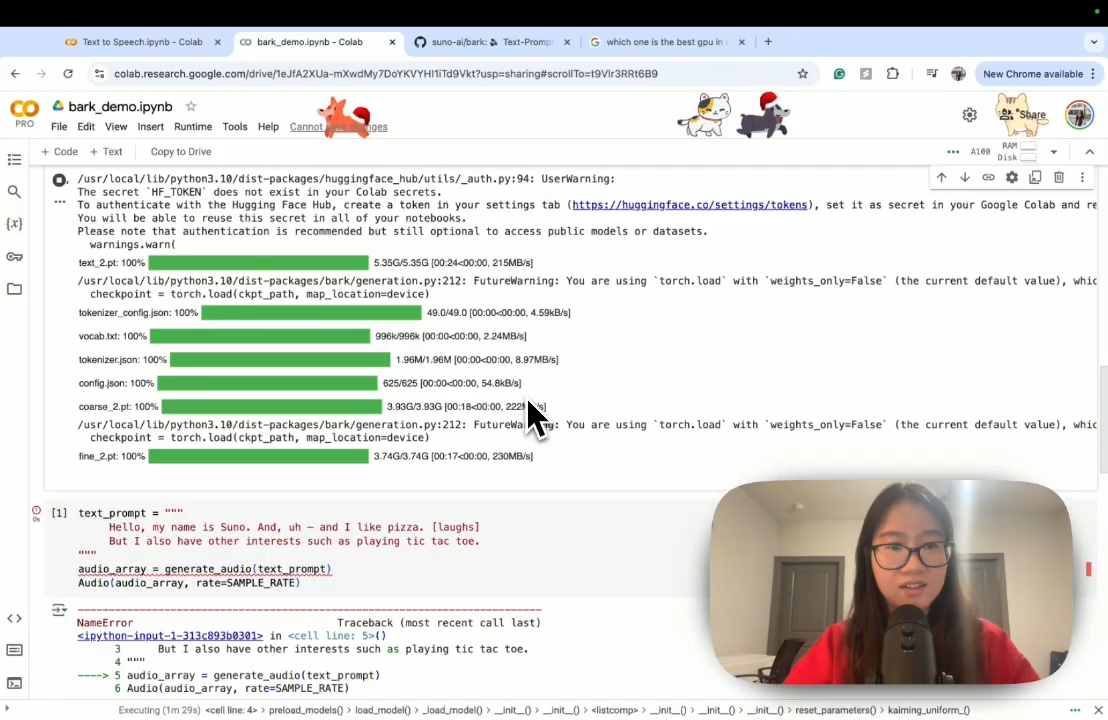 Text to Speech.ipynb - Colab
bark_demo.ipynb - Colab
suno-ai/bark: 🔊 Text-Promp
which one is the best gpu in
colab.research.google.com/drive/1eJfA2XUa-mXwdMy7DoYKVYHl1iTd9Vkt?usp=sharing#scrollTo=t9Vlr3RRt6B9
New Chrome available
PRO
bark_demo.ipynb
File Edit View Insert Runtime Tools Help Cannot save changes
Share
+ Code + Text Copy to Drive
A100
RAM
Disk
/usr/local/lib/python3.10/dist-packages/huggingface_hub/utils/_auth.py:94: UserWarning:
The secret `HF_TOKEN` does not exist in your Colab secrets.
To authenticate with the Hugging Face Hub, create a token in your settings tab (https://huggingface.co/settings/tokens), set it as secret in your Google Colab and re
You will be able to reuse this secret in all of your notebooks.
Please note that authentication is recommended but still optional to access public models or datasets.
warnings.warn(
text_2.pt: 100% 5.35G/5.35G [00:24<00:00, 215MB/s]
/usr/local/lib/python3.10/dist-packages/bark/generation.py:212: FutureWarning: You are using `torch.load` with `weights_only=False` (the current default value), whic
checkpoint = torch.load(ckpt_path, map_location=device)
tokenizer_config.json: 100% 49.0/49.0 [00:00<00:00, 4.59kB/s]
vocab.txt: 100% 996k/996k [00:00<00:00, 2.24MB/s]
tokenizer.json: 100% 1.96M/1.96M [00:00<00:00, 8.97MB/s]
config.json: 100% 625/625 [00:00<00:00, 54.8kB/s]
coarse_2.pt: 100% 3.93G/3.93G [00:18<00:00, 222MB/s]
/usr/local/lib/python3.10/dist-packages/bark/generation.py:212: FutureWarning: You are using `torch.load` with `weights_only=False` (the current default value), whic
checkpoint = torch.load(ckpt_path, map_location=device)
fine_2.pt: 100% 3.74G/3.74G [00:17<00:00, 230MB/s]
[1] text_prompt = """
0s
Hello, my name is Suno. And, uh — and I like pizza. [laughs]
But I also have other interests such as playing tic tac toe.
"""
audio_array = generate_audio(text_prompt)
Audio(audio_array, rate=SAMPLE_RATE)
NameError Traceback (most recent call last)
<ipython-input-1-313c893b0301> in <cell line: 5>()
3 But I also have other interests such as playing tic tac toe.
4 """
----> 5 audio_array = generate_audio(text_prompt)
6 Audio(audio_array, rate=SAMPLE_RATE)
Executing (1m 29s) <cell line: 4> > preload_models() > load_model() > _load_model() > __init__() > __init__() > <listcomp> > __init__() > __init__() > __init__() > reset_parameters() > kaiming_uniform_()